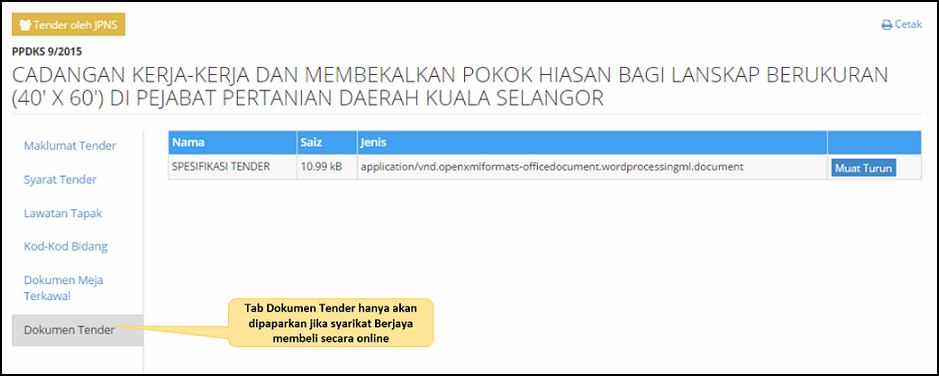 Tender oleh JPNS
Cetak
PPDKS 9/2015
CADANGAN KERJA-KERJA DAN MEMBEKALKAN POKOK HIASAN BAGI LANSKAP BERUKURAN
(40' X 60') DI PEJABAT PERTANIAN DAERAH KUALA SELANGOR
Maklumat Tender
Syarat Tender
Lawatan Tapak
Kod-Kod Bidang
Dokumen Meja
Terkawal
Dokumen Tender
Nama Saiz Jenis
SPESIFIKASI TENDER 10.99 kB application/vnd.openxmlformats-officedocument.wordprocessingml.document Muat Turun
Tab Dokumen Tender hanya akan
dipaparkan jika syarikat Berjaya
membeli secara online